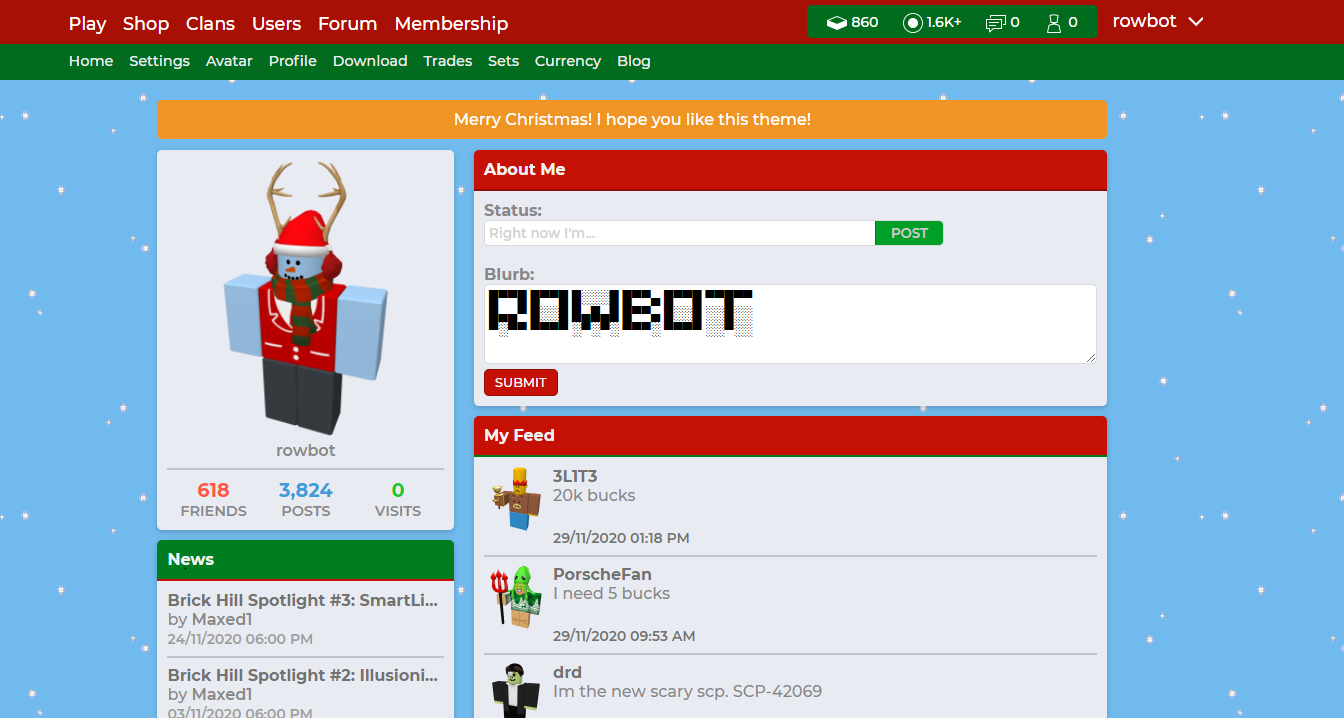 Play Shop Clans Users Forum Membership 860 1.6K+ 0 0 rowbot
Home Settings Avatar Profile Download Trades Sets Currency Blog
Merry Christmas! I hope you like this theme!
rowbot
618 3,824 0
FRIENDS POSTS VISITS
News
Brick Hill Spotlight #3: SmartLi...
by Maxed1
24/11/2020 06:00 PM
Brick Hill Spotlight #2: Illusioni...
by Maxed1
03/11/2020 06:00 PM
About Me
Status:
Right now I'm... POST
Blurb:
ROWBOT
SUBMIT
My Feed
3L1T3
20k bucks
29/11/2020 01:18 PM
PorscheFan
I need 5 bucks
29/11/2020 09:53 AM
drd
Im the new scary scp. SCP-42069